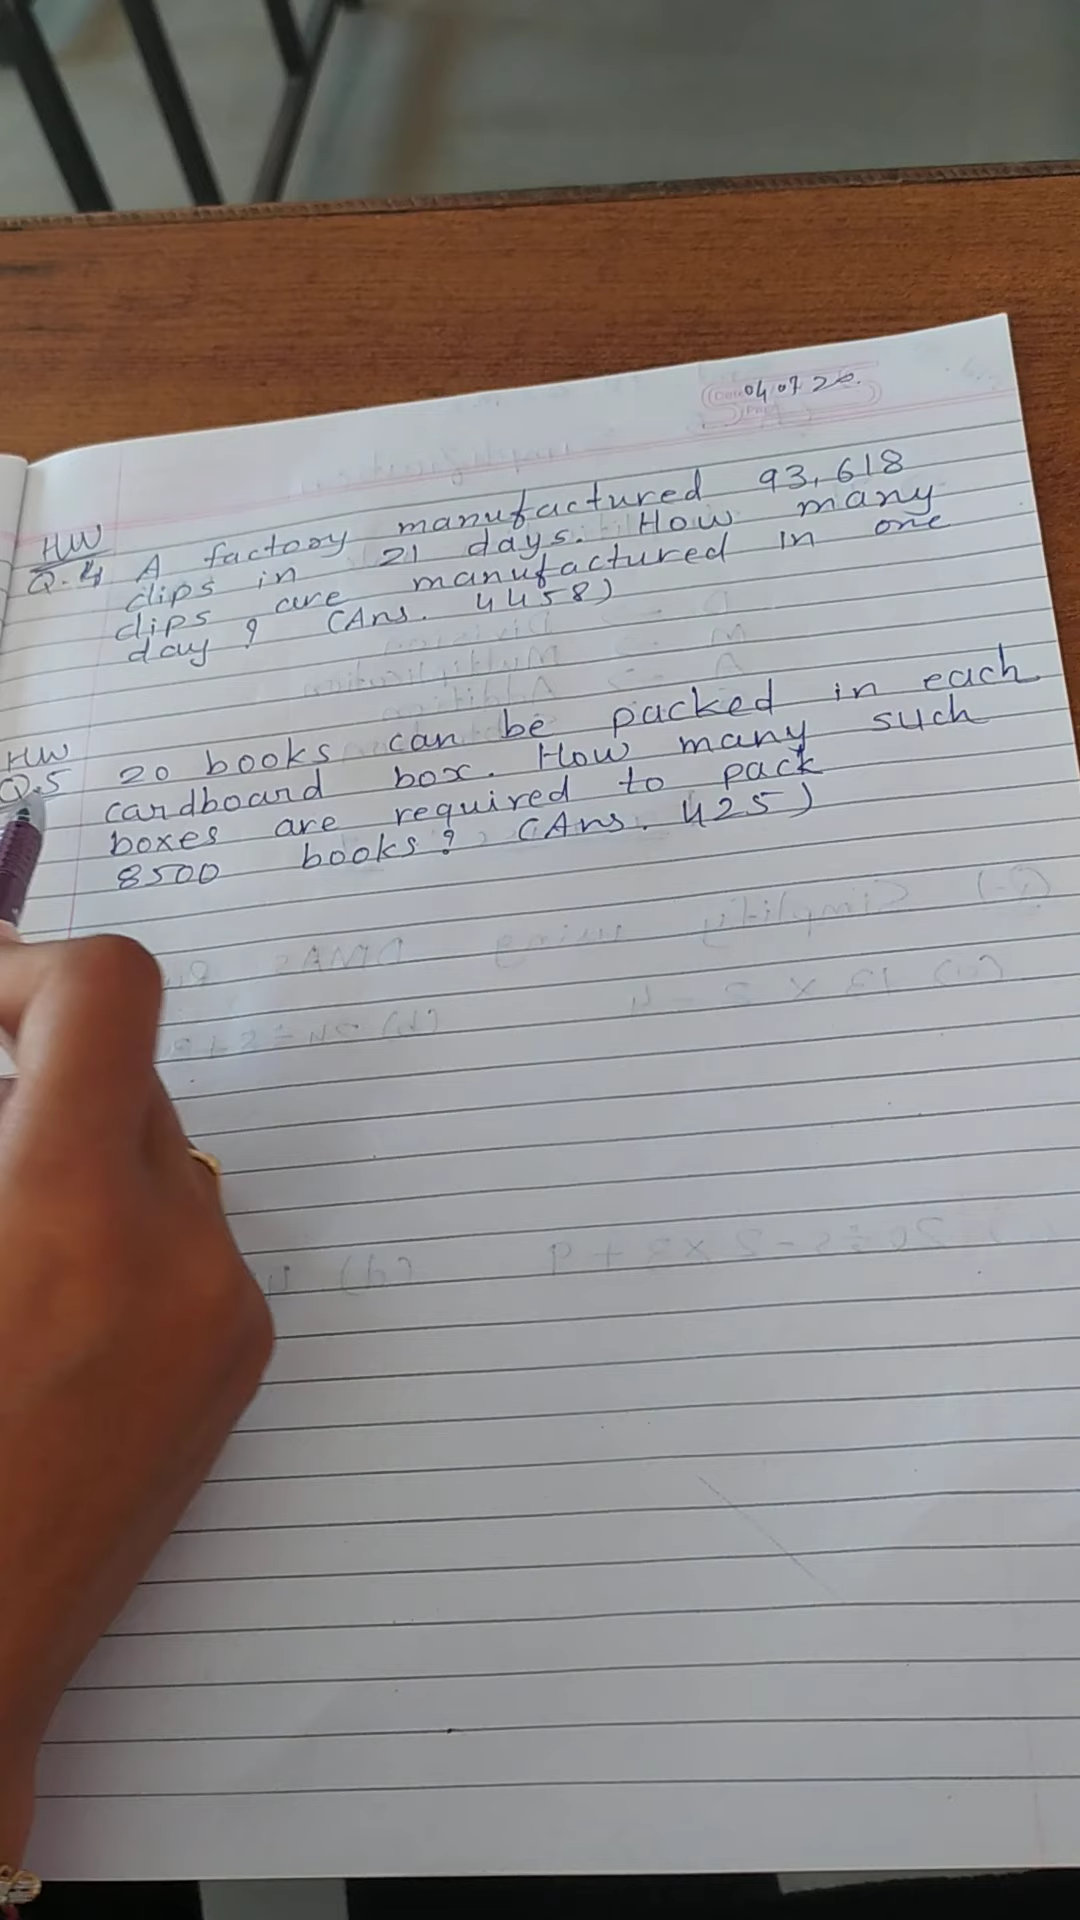 04 07 26.
HW
Q.4 A factory manufactured 93,618
clips in 21 days. How many
clips are manufactured in one
day? (Ans. 4458)
HW
Q.5 20 books can be packed in each
cardboard box. How many such
boxes are required to pack
8500 books? (Ans. 425)